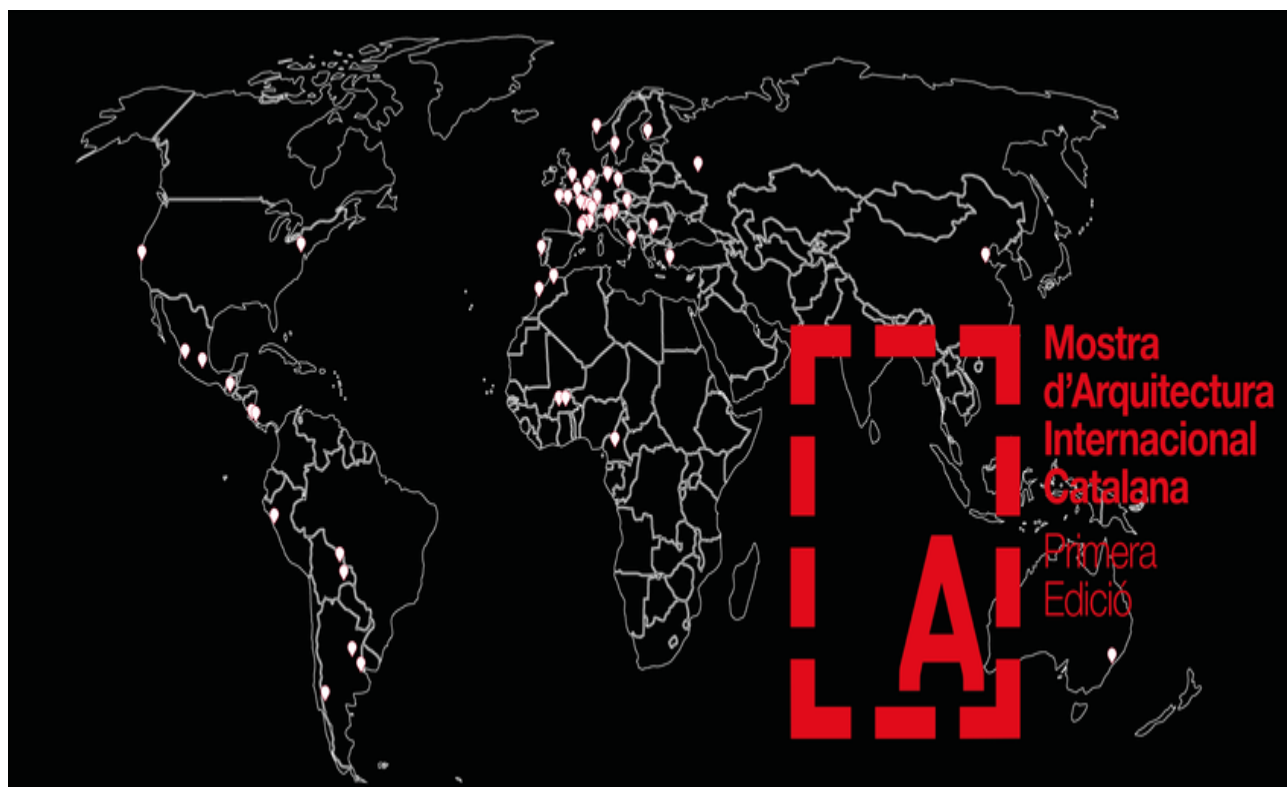 Mostra
d'Arquitectura
Internacional
Catalana
Primera
Edició
A